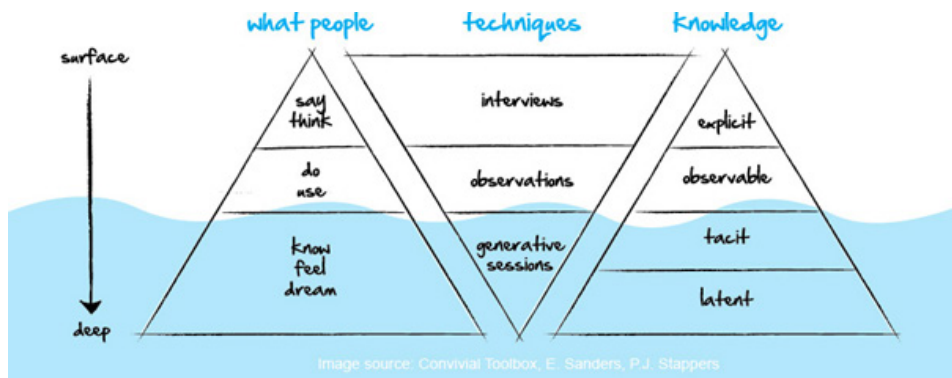 what people
techniques
knowledge
surface
say
think
interviews
explicit
do
use
observations
observable
know
feel
dream
generative
sessions
tacit
latent
deep
Image source: Convivial Toolbox, E. Sanders, P.J. Stappers